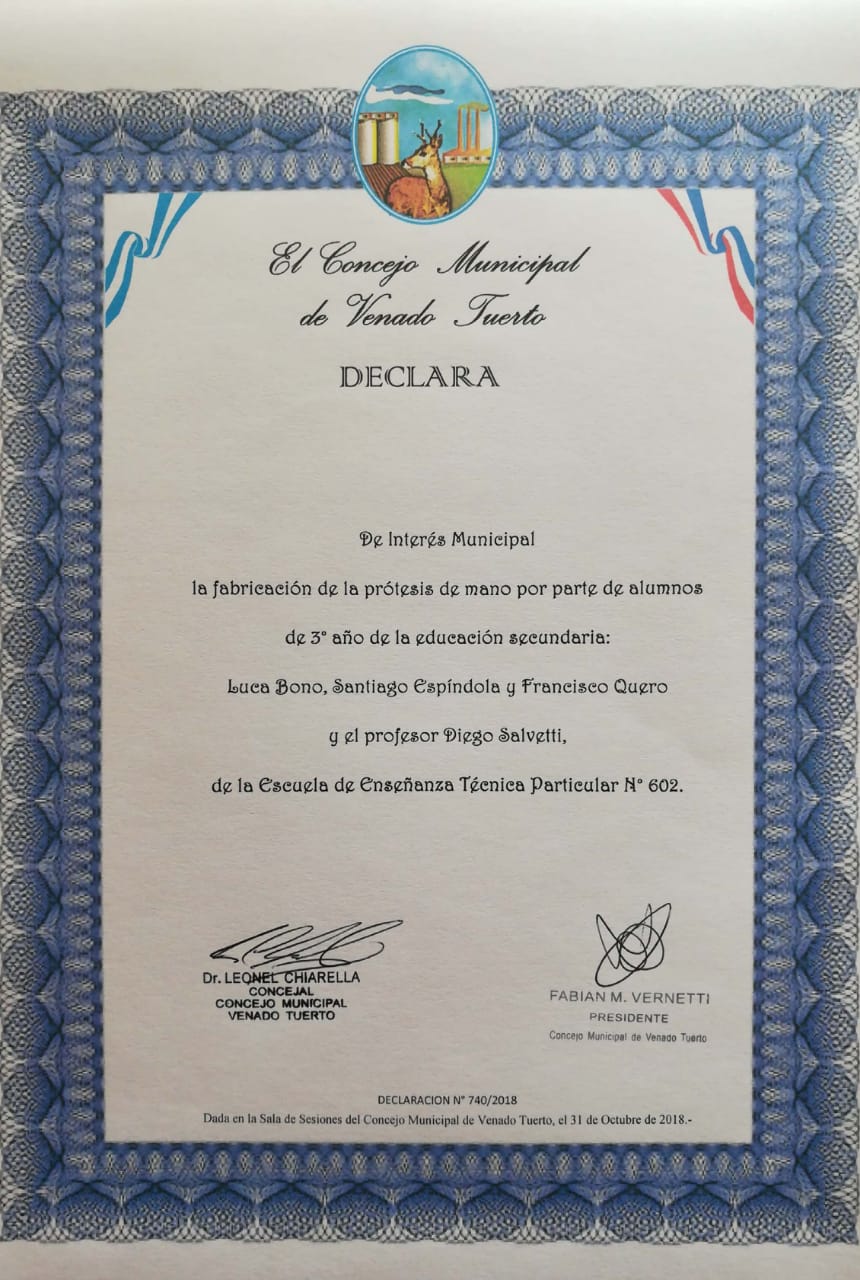 El Concejo Municipal
de Venado Tuerto
DECLARA
De Interés Municipal
la fabricación de la prótesis de mano por parte de alumnos
de 3° año de la educación secundaria:
Luca Bono, Santiago Espíndola y Francisco Quero
y el profesor Diego Salvetti,
de la Escuela de Enseñanza Técnica Particular N° 602.
Dr. LEONEL CHIARELLA
CONCEJAL
CONCEJO MUNICIPAL
VENADO TUERTO
FABIAN M. VERNETTI
PRESIDENTE
Concejo Municipal de Venado Tuerto
DECLARACION N° 740/2018
Dada en la Sala de Sesiones del Concejo Municipal de Venado Tuerto, el 31 de Octubre de 2018.-